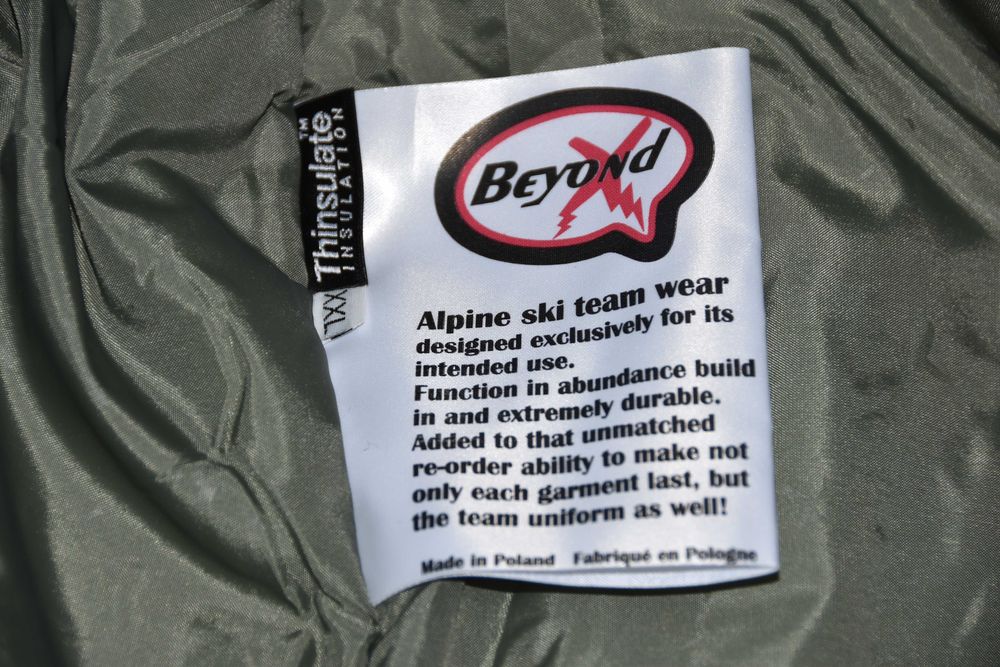 Thinsulate™
INSULATION
XXL
BEYOND
X
Alpine ski team wear
designed exclusively for its
intended use.
Function in abundance build
in and extremely durable.
Added to that unmatched
re-order ability to make not
only each garment last, but
the team uniform as well!
Made in Poland Fabriqué en Pologne